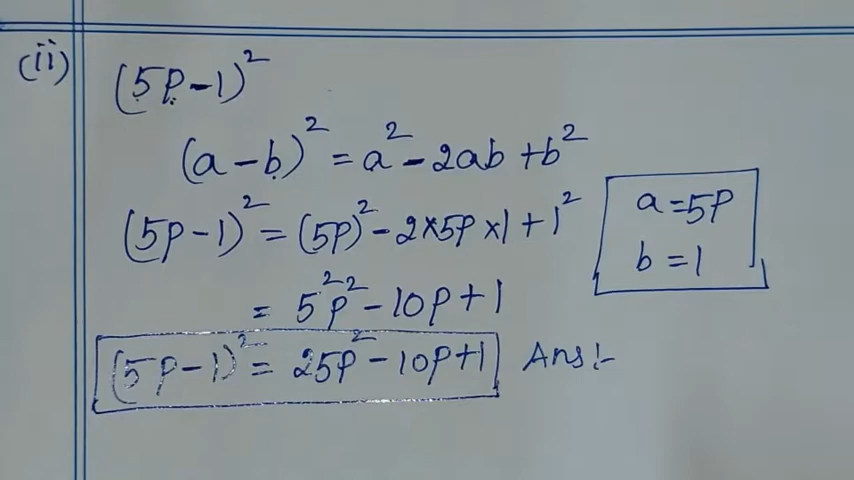 (ii) (5p-1)²
(a-b)² = a² - 2ab + b²
(5p-1)² = (5p)² - 2×5p×1 + 1²
a = 5p
b = 1
= 5²p² - 10p + 1
(5p-1)² = 25p² - 10p + 1 Ans:-